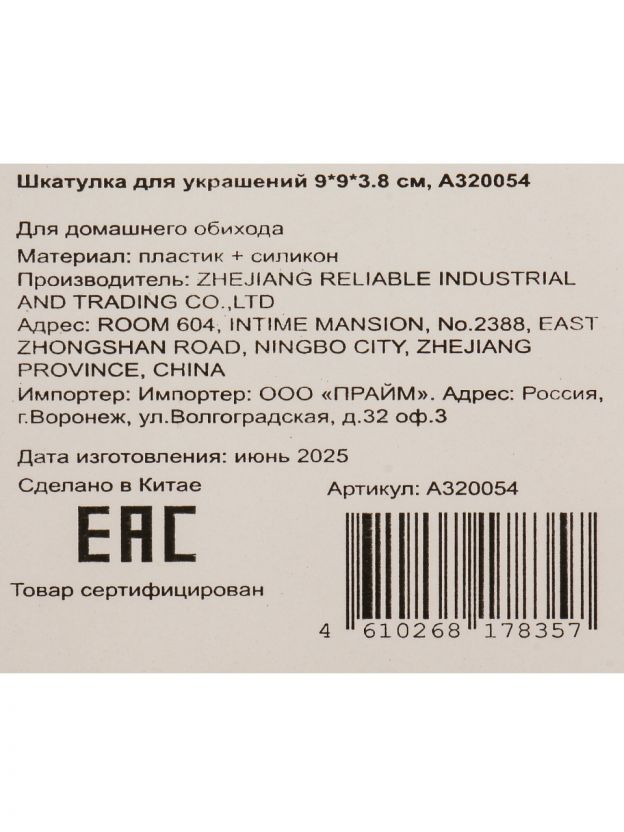 Шкатулка для украшений 9*9*3.8 см, А320054
Для домашнего обихода
Материал: пластик + силикон
Производитель: ZHEJIANG RELIABLE INDUSTRIAL
AND TRADING CO.,LTD
Адрес: ROOM 604, INTIME MANSION, No.2388, EAST
ZHONGSHAN ROAD, NINGBO CITY, ZHEJIANG
PROVINCE, CHINA
Импортер: Импортер: ООО «ПРАЙМ». Адрес: Россия,
г.Воронеж, ул.Волгоградская, д.32 оф.3
Дата изготовления: июнь 2025
Сделано в Китае
Артикул: А320054
EAC
Товар сертифицирован
4 610268 178357